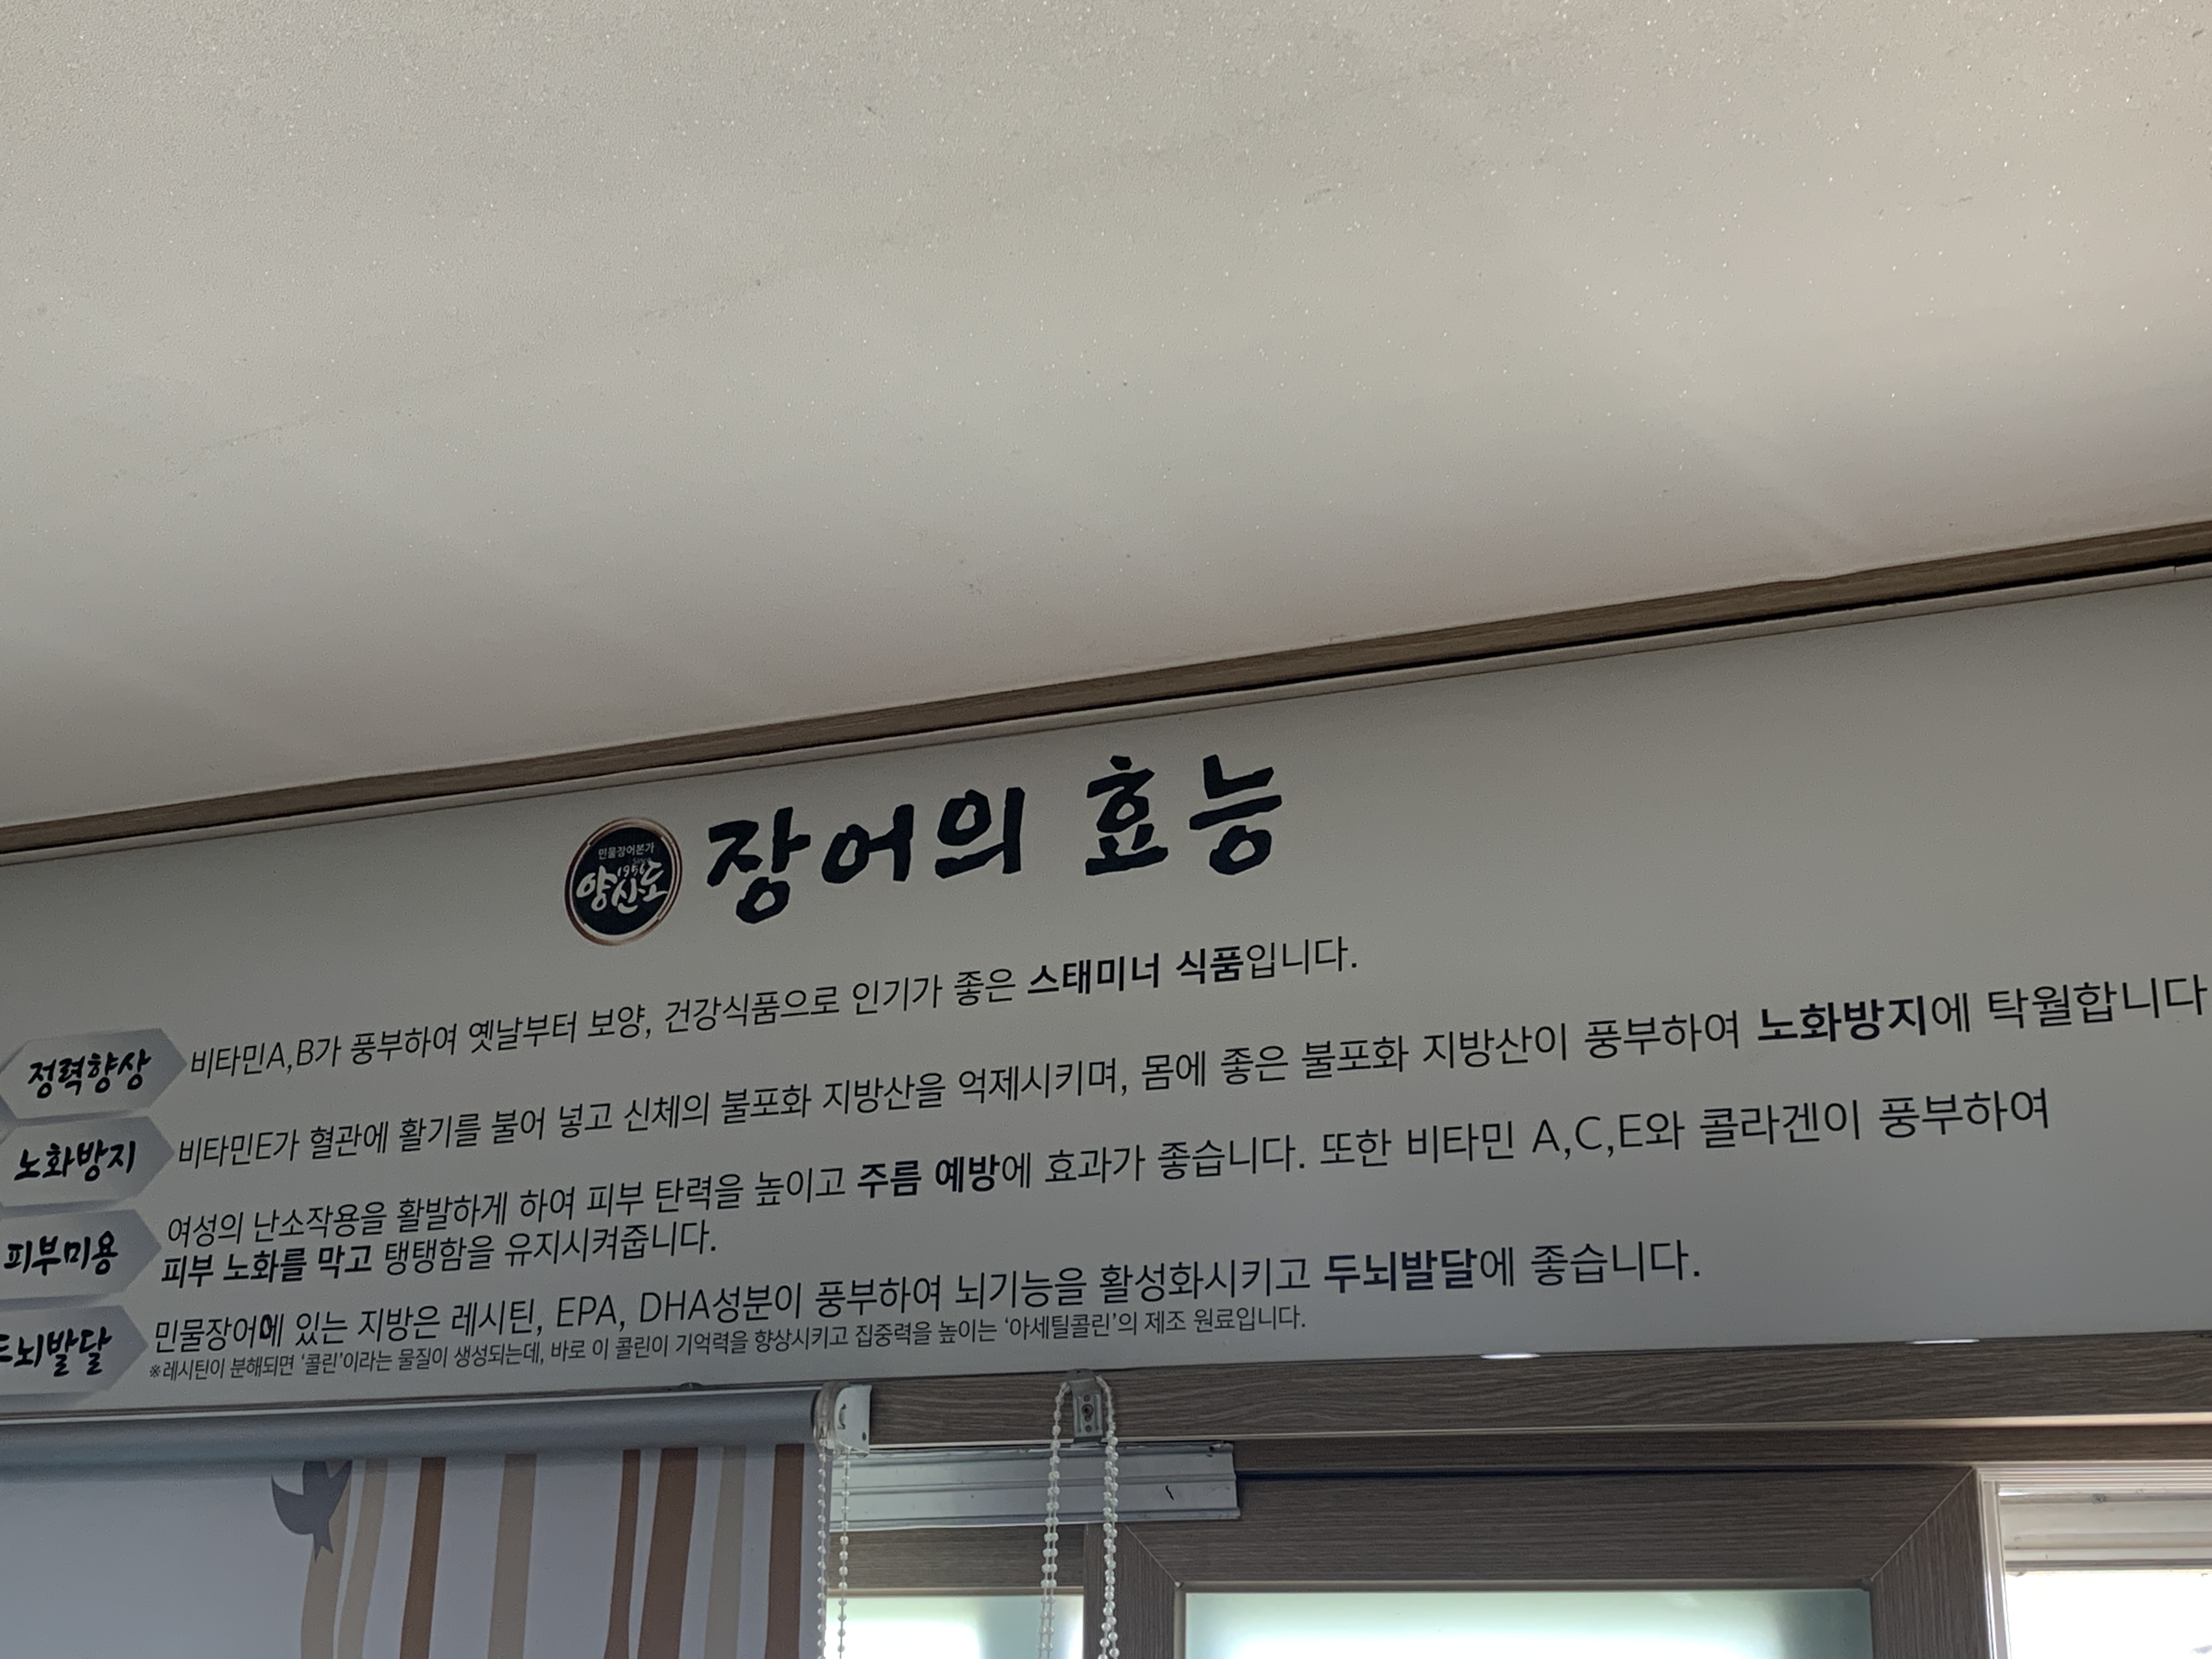 민물장어본가
양신도
장어의 효능
정력향상
비타민A,B가 풍부하여 옛날부터 보양, 건강식품으로 인기가 좋은 스태미너 식품입니다.
노화방지
비타민E가 혈관에 활기를 불어 넣고 신체의 불포화 지방산을 억제시키며, 몸에 좋은 불포화 지방산이 풍부하여 노화방지에 탁월합니다
피부미용
여성의 난소작용을 활발하게 하여 피부 탄력을 높이고 주름 예방에 효과가 좋습니다. 또한 비타민 A,C,E와 콜라겐이 풍부하여
피부 노화를 막고 탱탱함을 유지시켜줍니다.
두뇌발달
민물장어에 있는 지방은 레시틴, EPA, DHA성분이 풍부하여 뇌기능을 활성화시키고 두뇌발달에 좋습니다.
※레시틴이 분해되면 ‘콜린’이라는 물질이 생성되는데, 바로 이 콜린이 기억력을 향상시키고 집중력을 높이는 ‘아세틸콜린’의 제조 원료입니다.